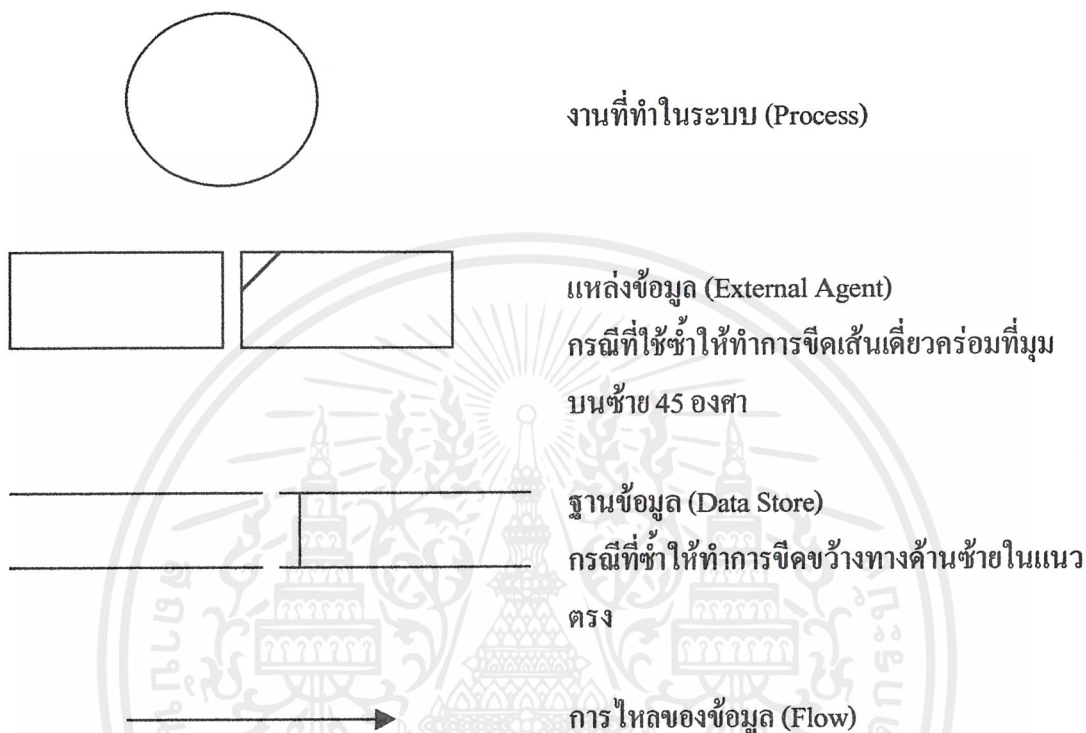 งานที่ทำในระบบ (Process)
แหล่งข้อมูล (External Agent)
กรณีที่ใช้ซ้ำให้ทำการขีดเส้นเดี่ยวคร่อมที่มุม
บนซ้าย 45 องศา
ฐานข้อมูล (Data Store)
กรณีที่ซ้ำให้ทำการขีดขวางทางด้านซ้ายในแนว
ตรง
การไหลของข้อมูล (Flow)